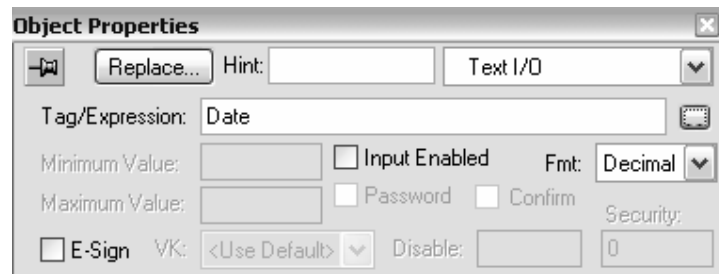 Object Properties
Replace... Hint: Text I/O
Tag/Expression: Date
Minimum Value: Input Enabled Fmt: Decimal
Maximum Value: Password Confirm Security:
E-Sign VK: <Use Default> Disable: 0